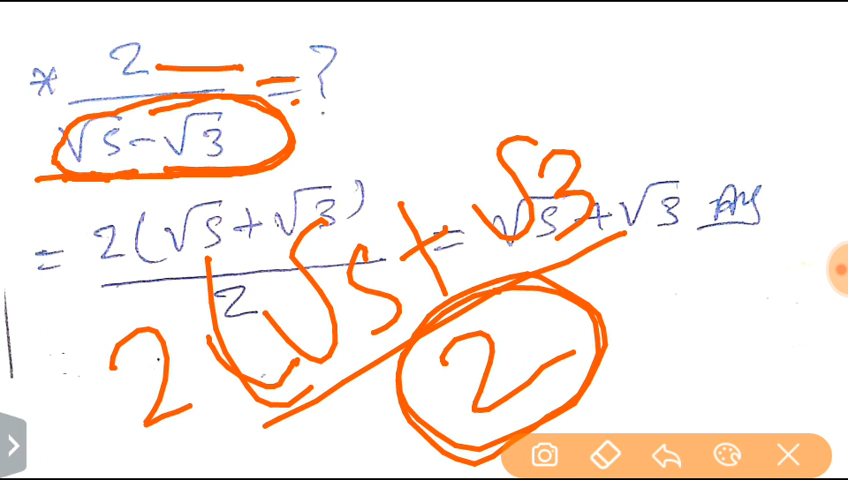 * 2 / √5-√3 = ?
= 2(√5+√3) / 2 = √5+√3 Ans
2 √5+√3 / 2